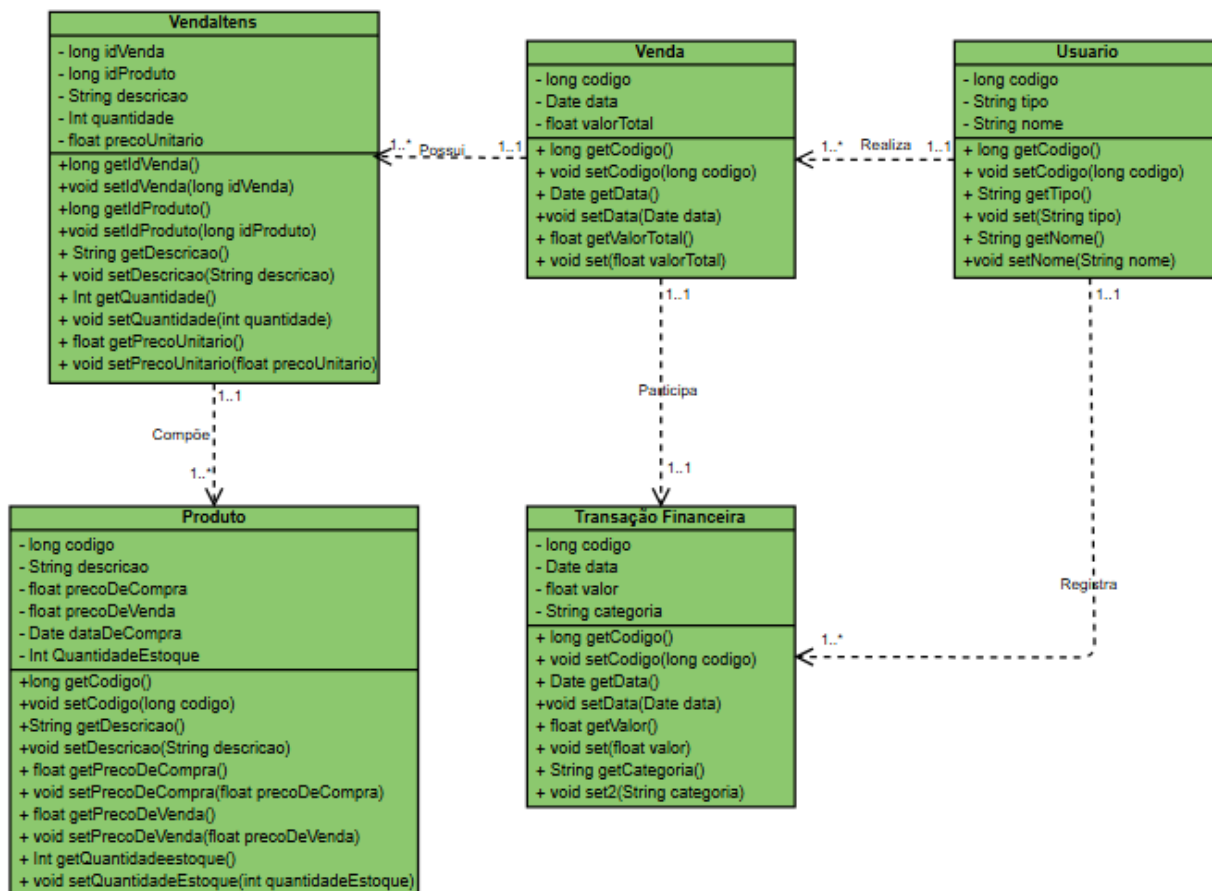 VendaItens
- long idVenda
- long idProduto
- String descricao
- Int quantidade
- float precoUnitario
+long getIdVenda()
+void setIdVenda(long idVenda)
+long getIdProduto()
+void setIdProduto(long idProduto)
+ String getDescricao()
+ void setDescricao(String descricao)
+ Int getQuantidade()
+ void setQuantidade(int quantidade)
+ float getPrecoUnitario()
+ void setPrecoUnitario(float precoUnitario)
1..*
Possui
1..1
Venda
- long codigo
- Date data
- float valorTotal
+ long getCodigo()
+ void setCodigo(long codigo)
+ Date getData()
+void setData(Date data)
+ float getValorTotal()
+ void set(float valorTotal)
1..*
Realiza
1..1
Usuario
- long codigo
- String tipo
- String nome
+ long getCodigo()
+ void setCodigo(long codigo)
+ String getTipo()
+ void set(String tipo)
+ String getNome()
+void setNome(String nome)
1..1
Compõe
1..*
1..1
Participa
1..1
1..1
Registra
1..*
Produto
- long codigo
- String descricao
- float precoDeCompra
- float precoDeVenda
- Date dataDeCompra
- Int QuantidadeEstoque
+long getCodigo()
+void setCodigo(long codigo)
+String getDescricao()
+void setDescricao(String descricao)
+ float getPrecoDeCompra()
+ void setPrecoDeCompra(float precoDeCompra)
+ float getPrecoDeVenda()
+ void setPrecoDeVenda(float precoDeVenda)
+ Int getQuantidadeestoque()
+ void setQuantidadeEstoque(int quantidadeEstoque)
Transação Financeira
- long codigo
- Date data
- float valor
- String categoria
+ long getCodigo()
+ void setCodigo(long codigo)
+ Date getData()
+void setData(Date data)
+ float getValor()
+ void set(float valor)
+ String getCategoria()
+ void set2(String categoria)